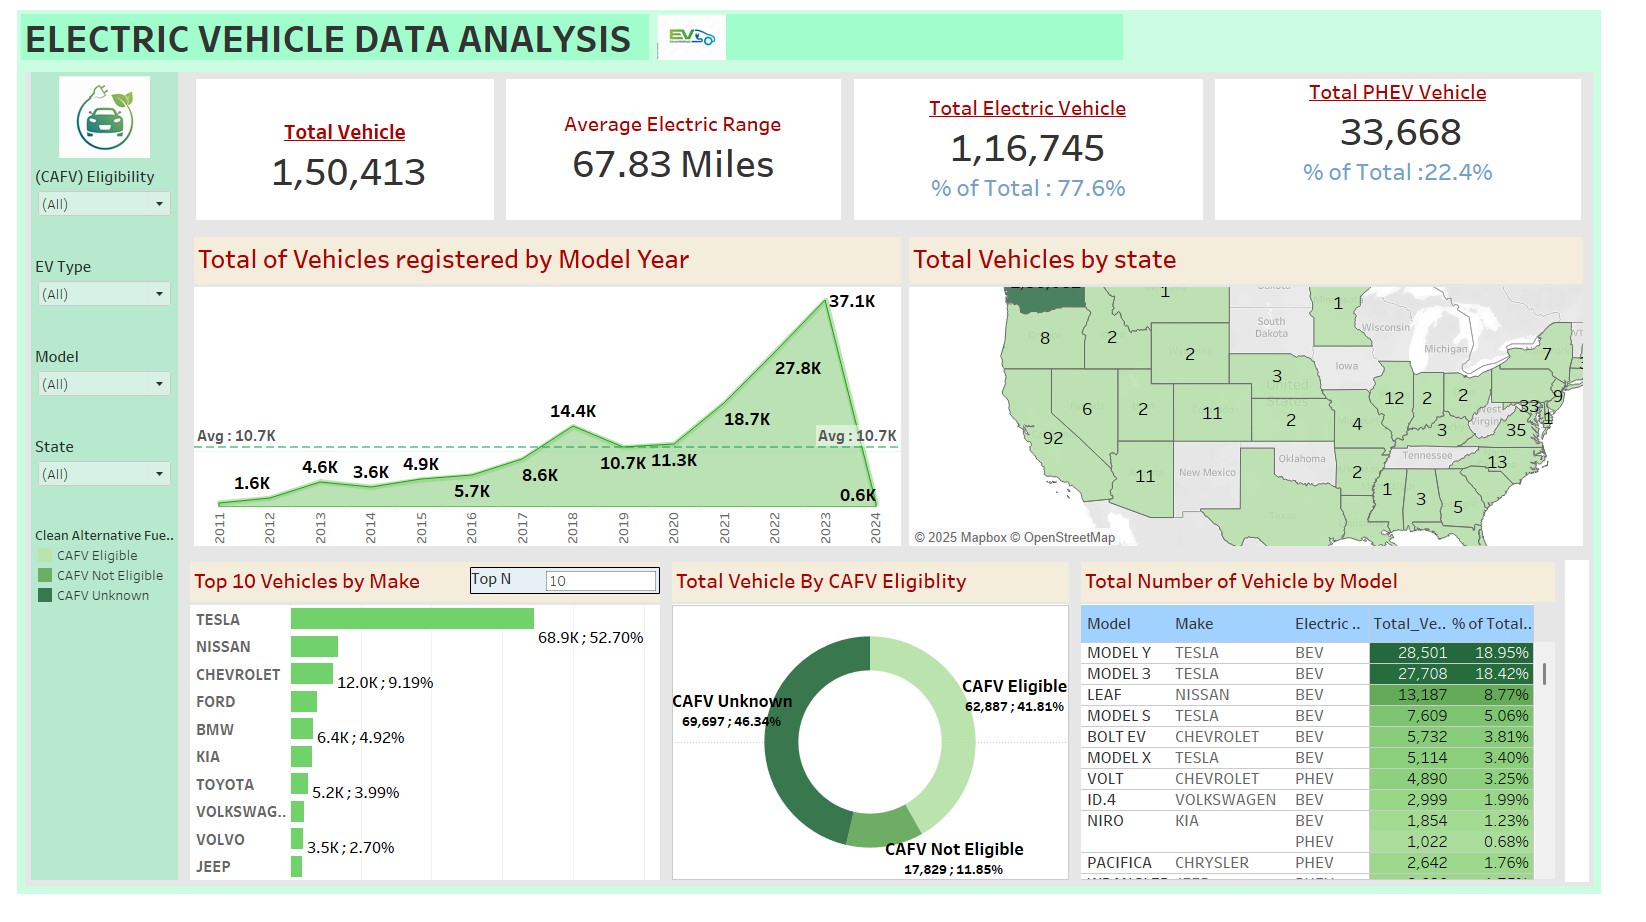 ELECTRIC VEHICLE DATA ANALYSIS
EV
(CAFV) Eligibility
(All)
EV Type
(All)
Model
(All)
State
(All)
Clean Alternative Fue..
CAFV Eligible
CAFV Not Eligible
CAFV Unknown
Total Vehicle
1,50,413
Average Electric Range
67.83 Miles
Total Electric Vehicle
1,16,745
% of Total : 77.6%
Total PHEV Vehicle
33,668
% of Total :22.4%
Total of Vehicles registered by Model Year
37.1K
27.8K
18.7K
14.4K
Avg : 10.7K
Avg : 10.7K
1.6K
4.6K
3.6K
4.9K
5.7K
8.6K
10.7K
11.3K
0.6K
2011
2012
2013
2014
2015
2016
2017
2018
2019
2020
2021
2022
2023
2024
Total Vehicles by state
1
1
South
Dakota
Wisconsin
Michigan
Iowa
United
States
West
Virgin
Tennessee
Oklahoma
New Mexico
8
2
2
3
7
12
2
2
9
33
1
6
2
11
2
4
3
35
92
11
2
13
1
3
5
© 2025 Mapbox © OpenStreetMap
Top 10 Vehicles by Make
Top N
10
TESLA
68.9K ; 52.70%
NISSAN
CHEVROLET
12.0K ; 9.19%
FORD
BMW
6.4K ; 4.92%
KIA
TOYOTA
5.2K ; 3.99%
VOLKSWAG..
VOLVO
3.5K ; 2.70%
JEEP
Total Vehicle By CAFV Eligiblity
CAFV Unknown
69,697 ; 46.34%
CAFV Eligible
62,887 ; 41.81%
CAFV Not Eligible
17,829 ; 11.85%
Total Number of Vehicle by Model
Model Make Electric .. Total_Ve.. % of Total..
MODEL Y TESLA BEV 28,501 18.95%
MODEL 3 TESLA BEV 27,708 18.42%
LEAF NISSAN BEV 13,187 8.77%
MODEL S TESLA BEV 7,609 5.06%
BOLT EV CHEVROLET BEV 5,732 3.81%
MODEL X TESLA BEV 5,114 3.40%
VOLT CHEVROLET PHEV 4,890 3.25%
ID.4 VOLKSWAGEN BEV 2,999 1.99%
NIRO KIA BEV 1,854 1.23%
PHEV 1,022 0.68%
PACIFICA CHRYSLER PHEV 2,642 1.76%